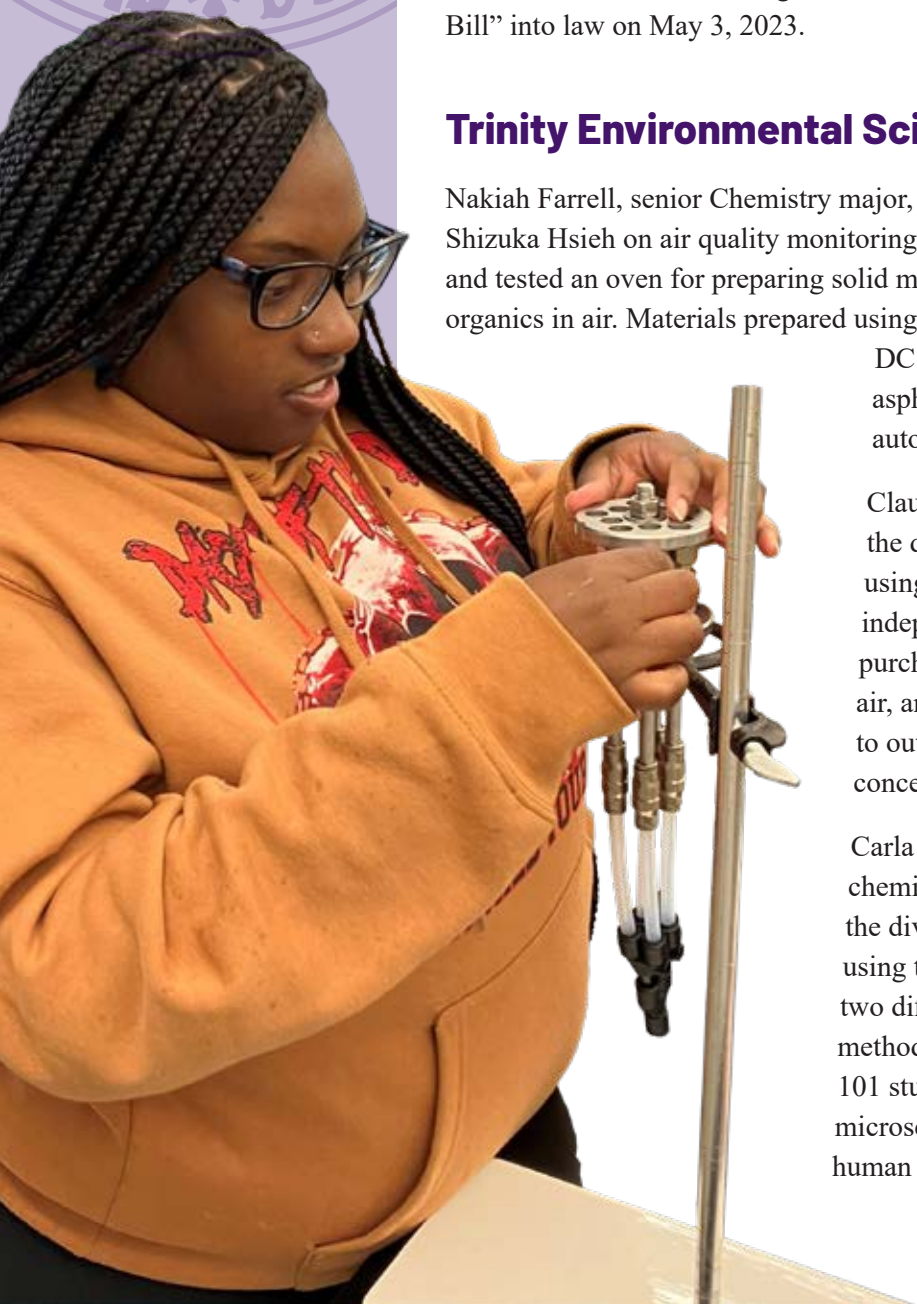 Bill” into law on May 3, 2023.
Trinity Environmental Sci
Nakiah Farrell, senior Chemistry major,
Shizuka Hsieh on air quality monitoring
and tested an oven for preparing solid m
organics in air. Materials prepared using
DC
asph
auto
Clau
the d
using
indep
purch
air, an
to out
conce
Carla
chemi
the div
using t
two dif
method
101 stu
microsc
human